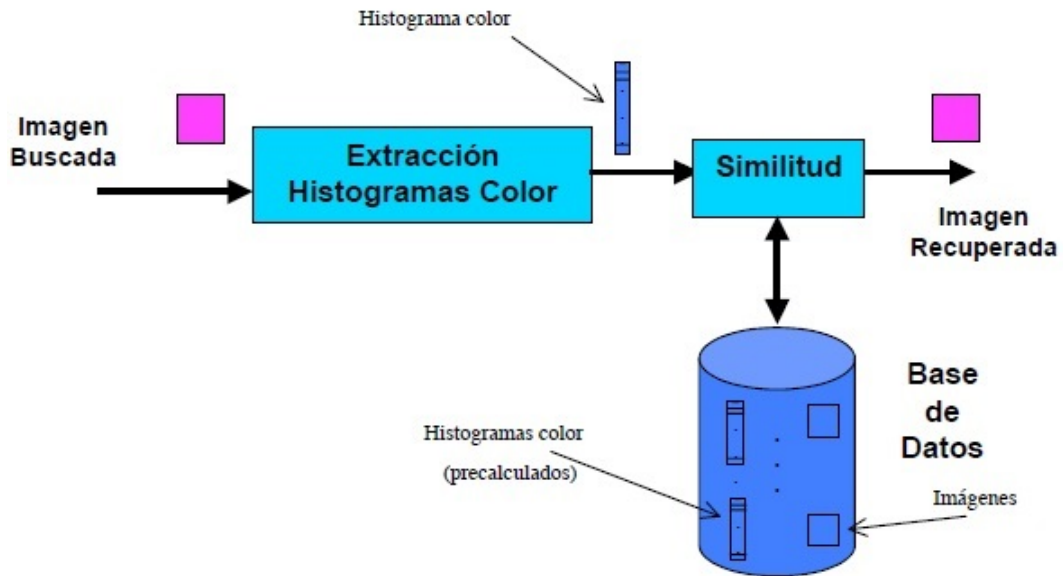 Histograma color
Imagen
Buscada
Extracción
Histogramas Color
Similitud
Imagen
Recuperada
Base
de
Datos
Histogramas color
(precalculados)
Imágenes